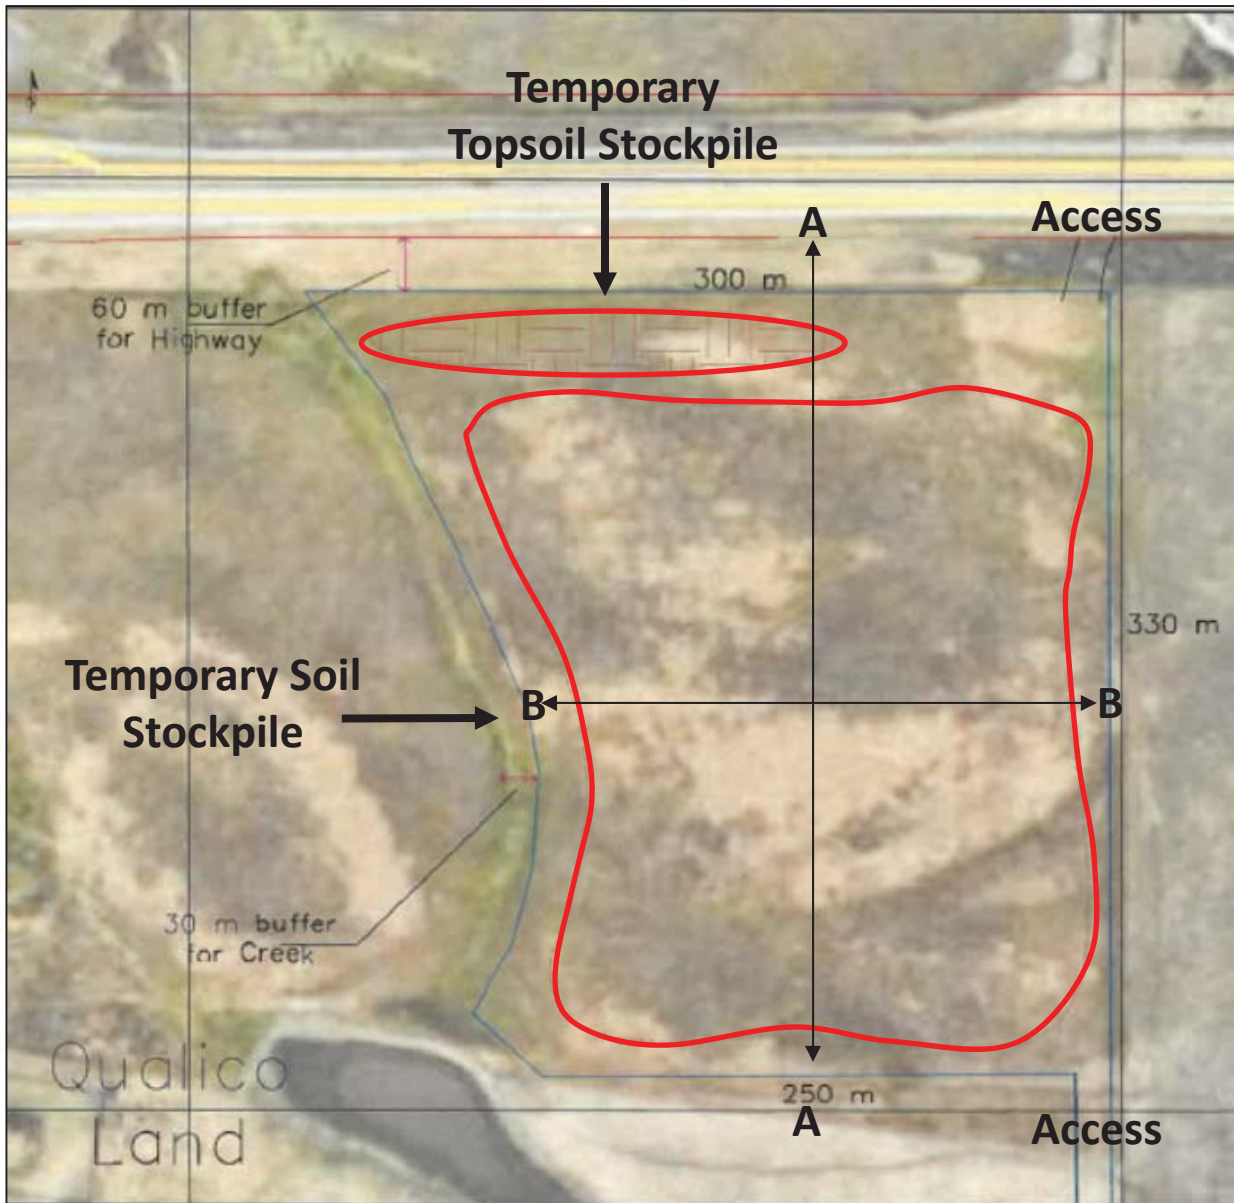 Temporary
Topsoil Stockpile
A
Access
300 m
60 m buffer
for Highway
330 m
Temporary Soil
Stockpile
B
B
30 m buffer
for Creek
Qualico
Land
250 m
A
Access